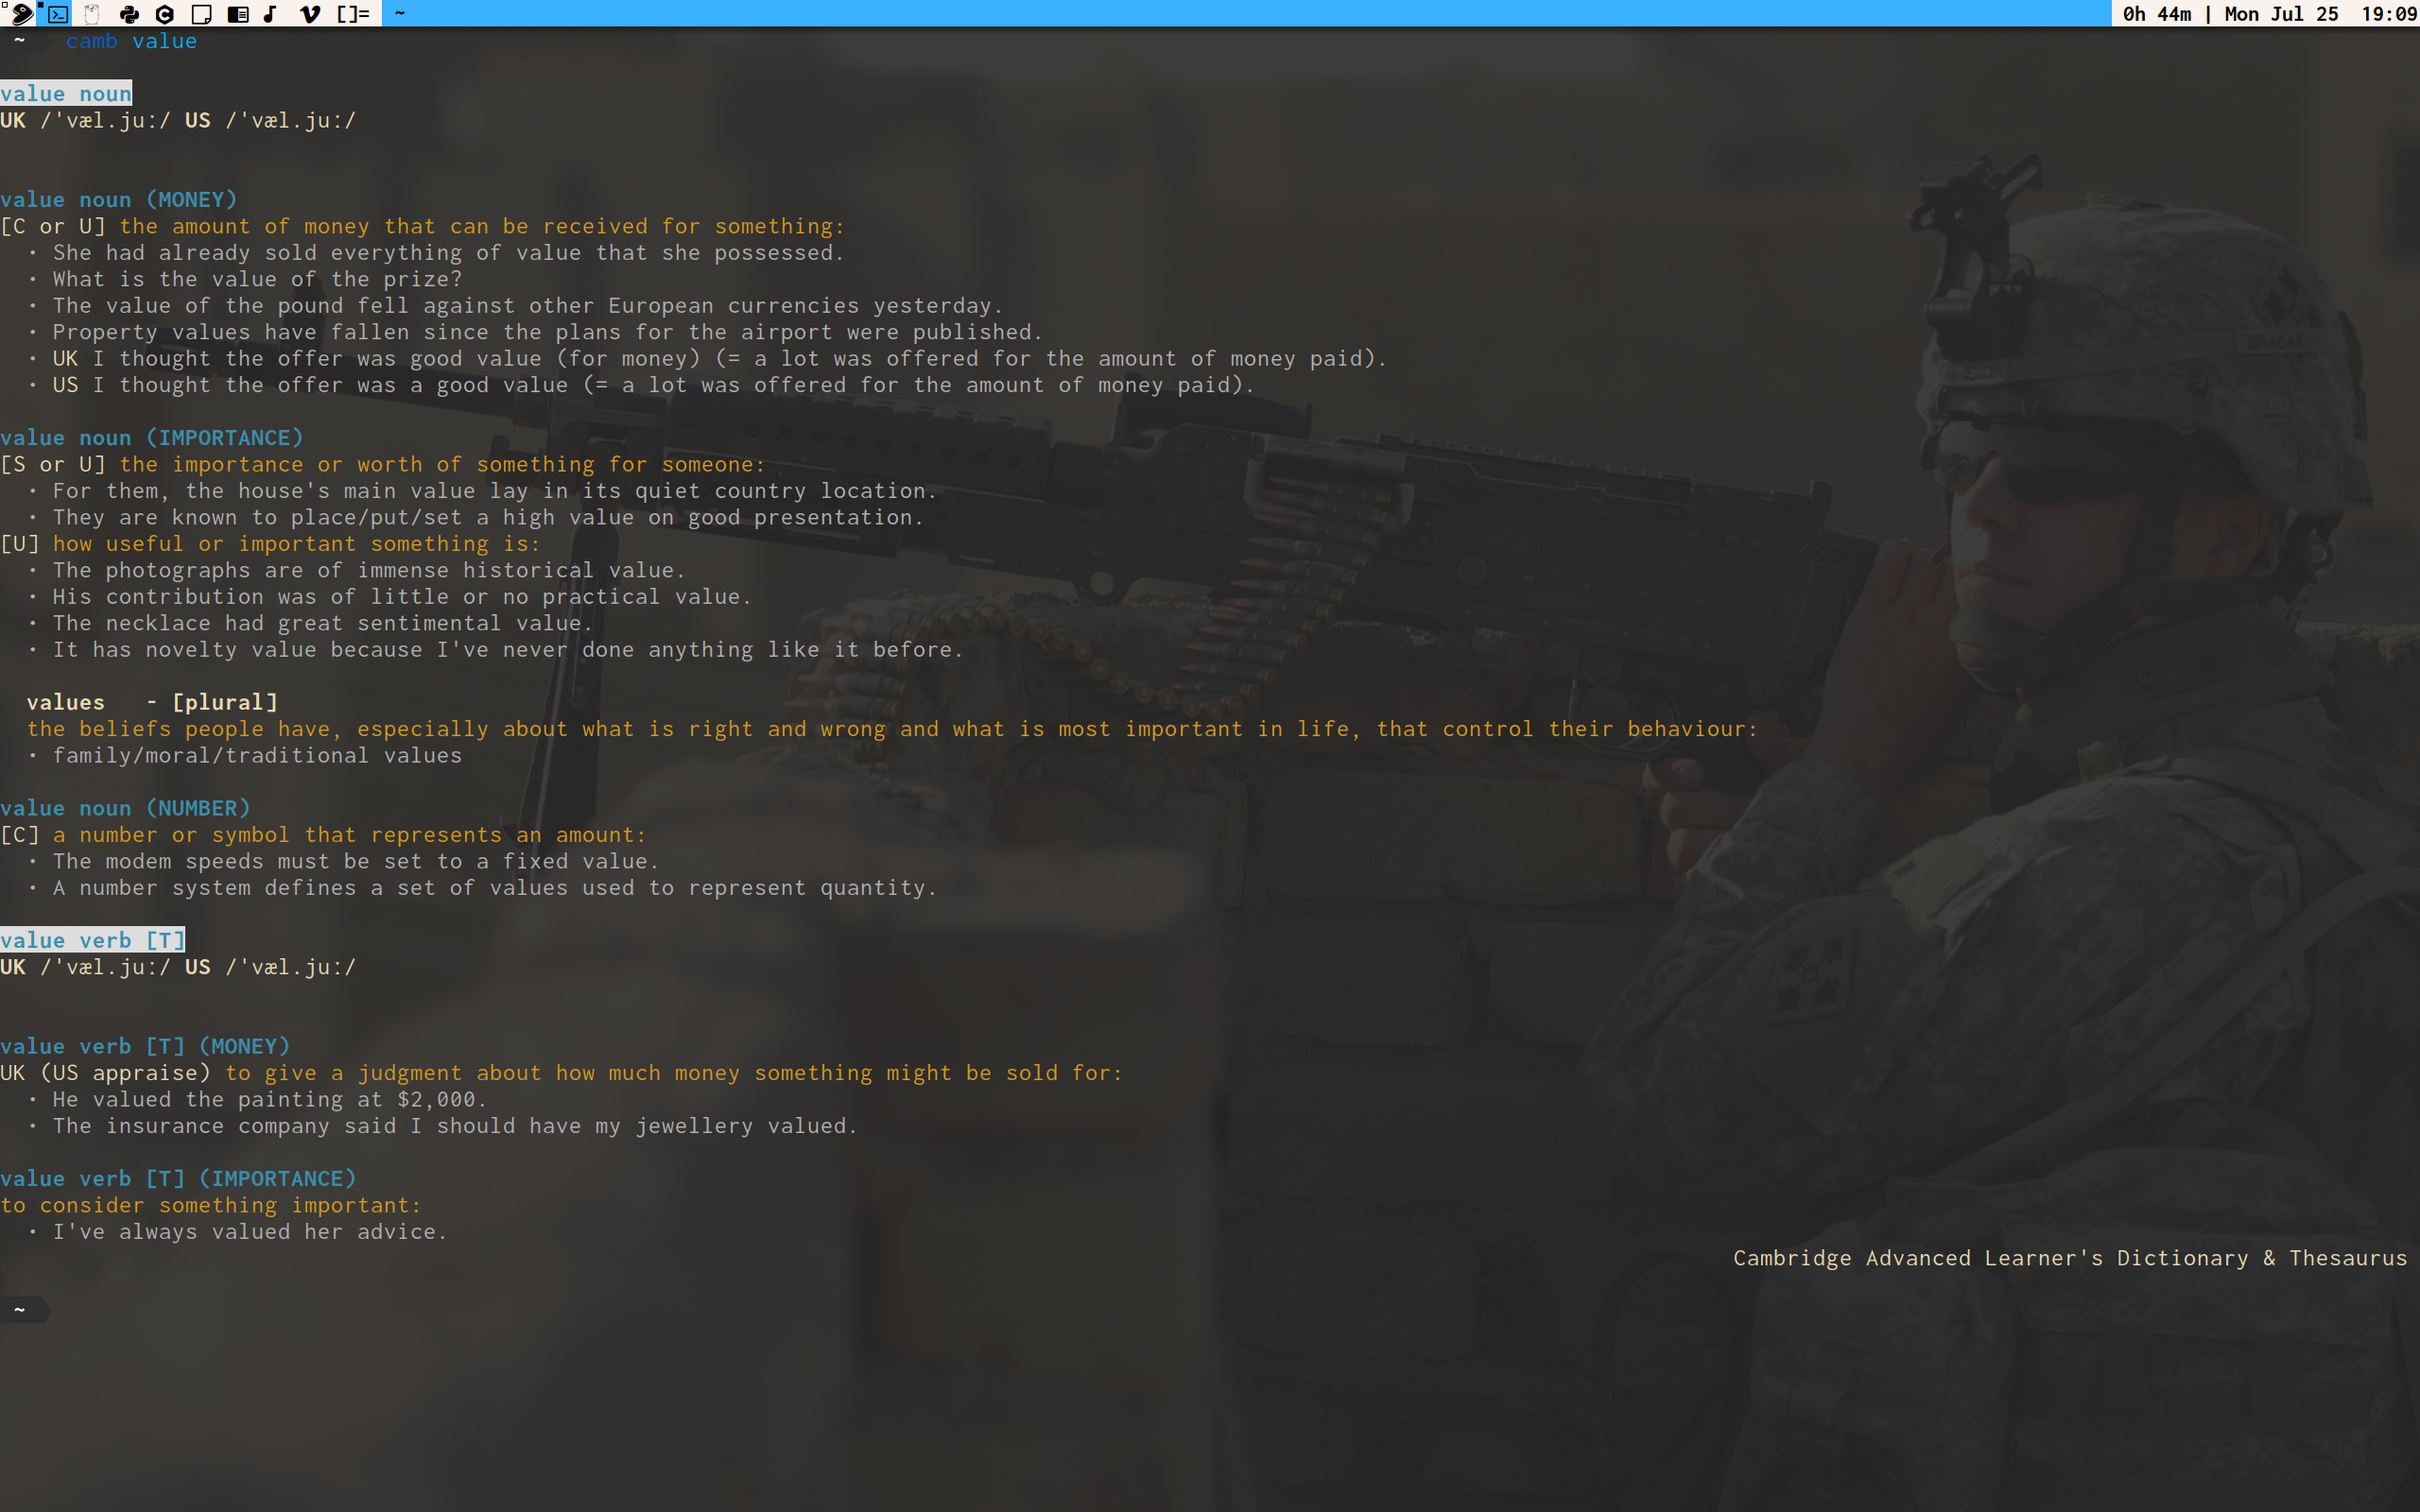 []= ~ 0h 44m | Mon Jul 25 19:09
~ camb value
value noun
UK /ˈvæl.juː/ US /ˈvæl.juː/
value noun (MONEY)
[C or U] the amount of money that can be received for something:
• She had already sold everything of value that she possessed.
• What is the value of the prize?
• The value of the pound fell against other European currencies yesterday.
• Property values have fallen since the plans for the airport were published.
• UK I thought the offer was good value (for money) (= a lot was offered for the amount of money paid).
• US I thought the offer was a good value (= a lot was offered for the amount of money paid).
value noun (IMPORTANCE)
[S or U] the importance or worth of something for someone:
• For them, the house's main value lay in its quiet country location.
• They are known to place/put/set a high value on good presentation.
[U] how useful or important something is:
• The photographs are of immense historical value.
• His contribution was of little or no practical value.
• The necklace had great sentimental value.
• It has novelty value because I've never done anything like it before.
values - [plural]
the beliefs people have, especially about what is right and wrong and what is most important in life, that control their behaviour:
• family/moral/traditional values
value noun (NUMBER)
[C] a number or symbol that represents an amount:
• The modem speeds must be set to a fixed value.
• A number system defines a set of values used to represent quantity.
value verb [T]
UK /ˈvæl.juː/ US /ˈvæl.juː/
value verb [T] (MONEY)
UK (US appraise) to give a judgment about how much money something might be sold for:
• He valued the painting at $2,000.
• The insurance company said I should have my jewellery valued.
value verb [T] (IMPORTANCE)
to consider something important:
• I've always valued her advice.
Cambridge Advanced Learner's Dictionary & Thesaurus
~